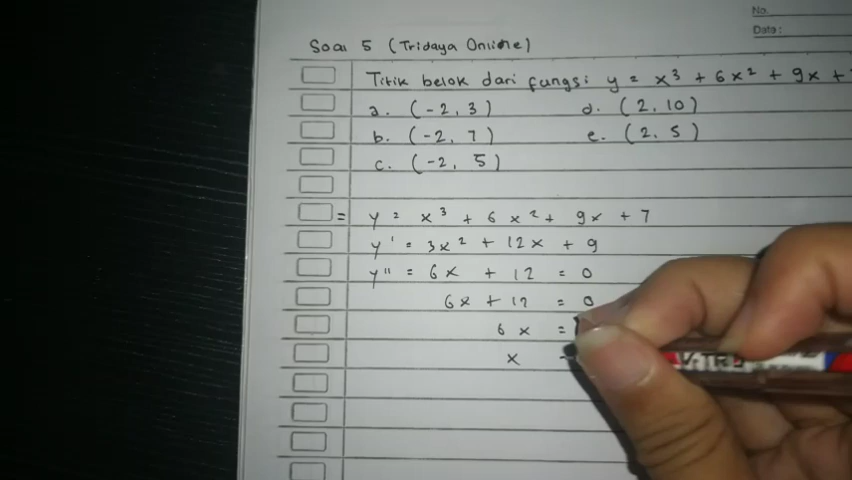 No.
Date:
Soal 5 (Tridaya Online)
Titik belok dari fungsi y = x³ + 6x² + 9x +
a. (-2, 3) d. (2, 10)
b. (-2, 7) e. (2, 5)
c. (-2, 5)
= y = x³ + 6x² + 9x + 7
y' = 3x² + 12x + 9
y" = 6x + 12 = 0
6x + 12 = 0
6x =
x
V-TR